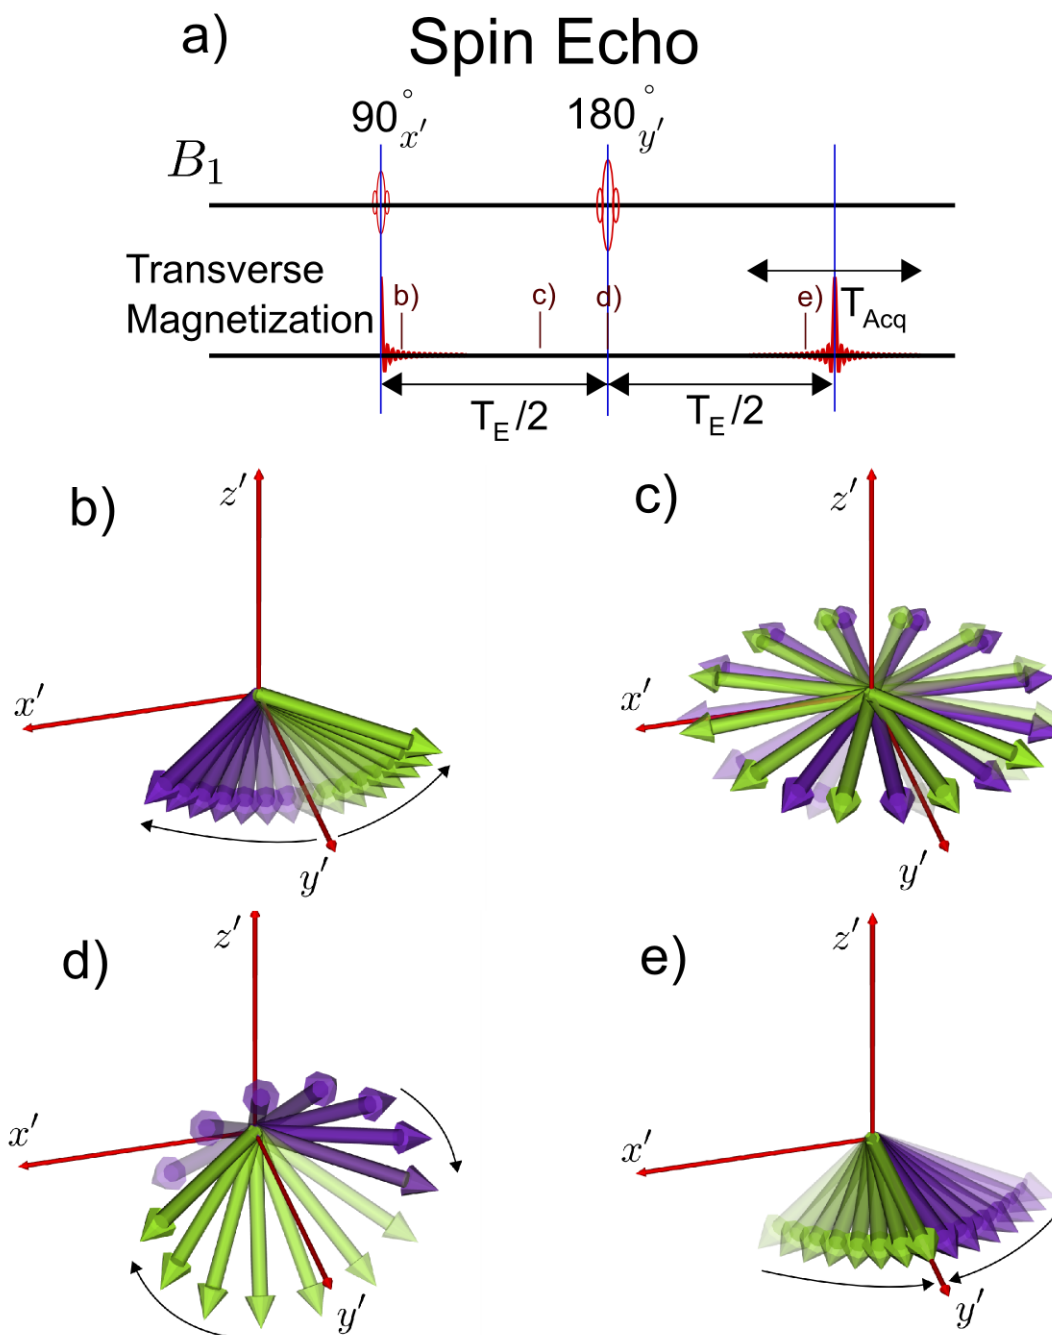 a) Spin Echo
90°x′ 180°y′
B1
Transverse
Magnetization
b) c) d) e) TAcq
TE/2 TE/2
b) z′
x′
y′
c) z′
x′
y′
d) z′
x′
y′
e) z′
x′
y′